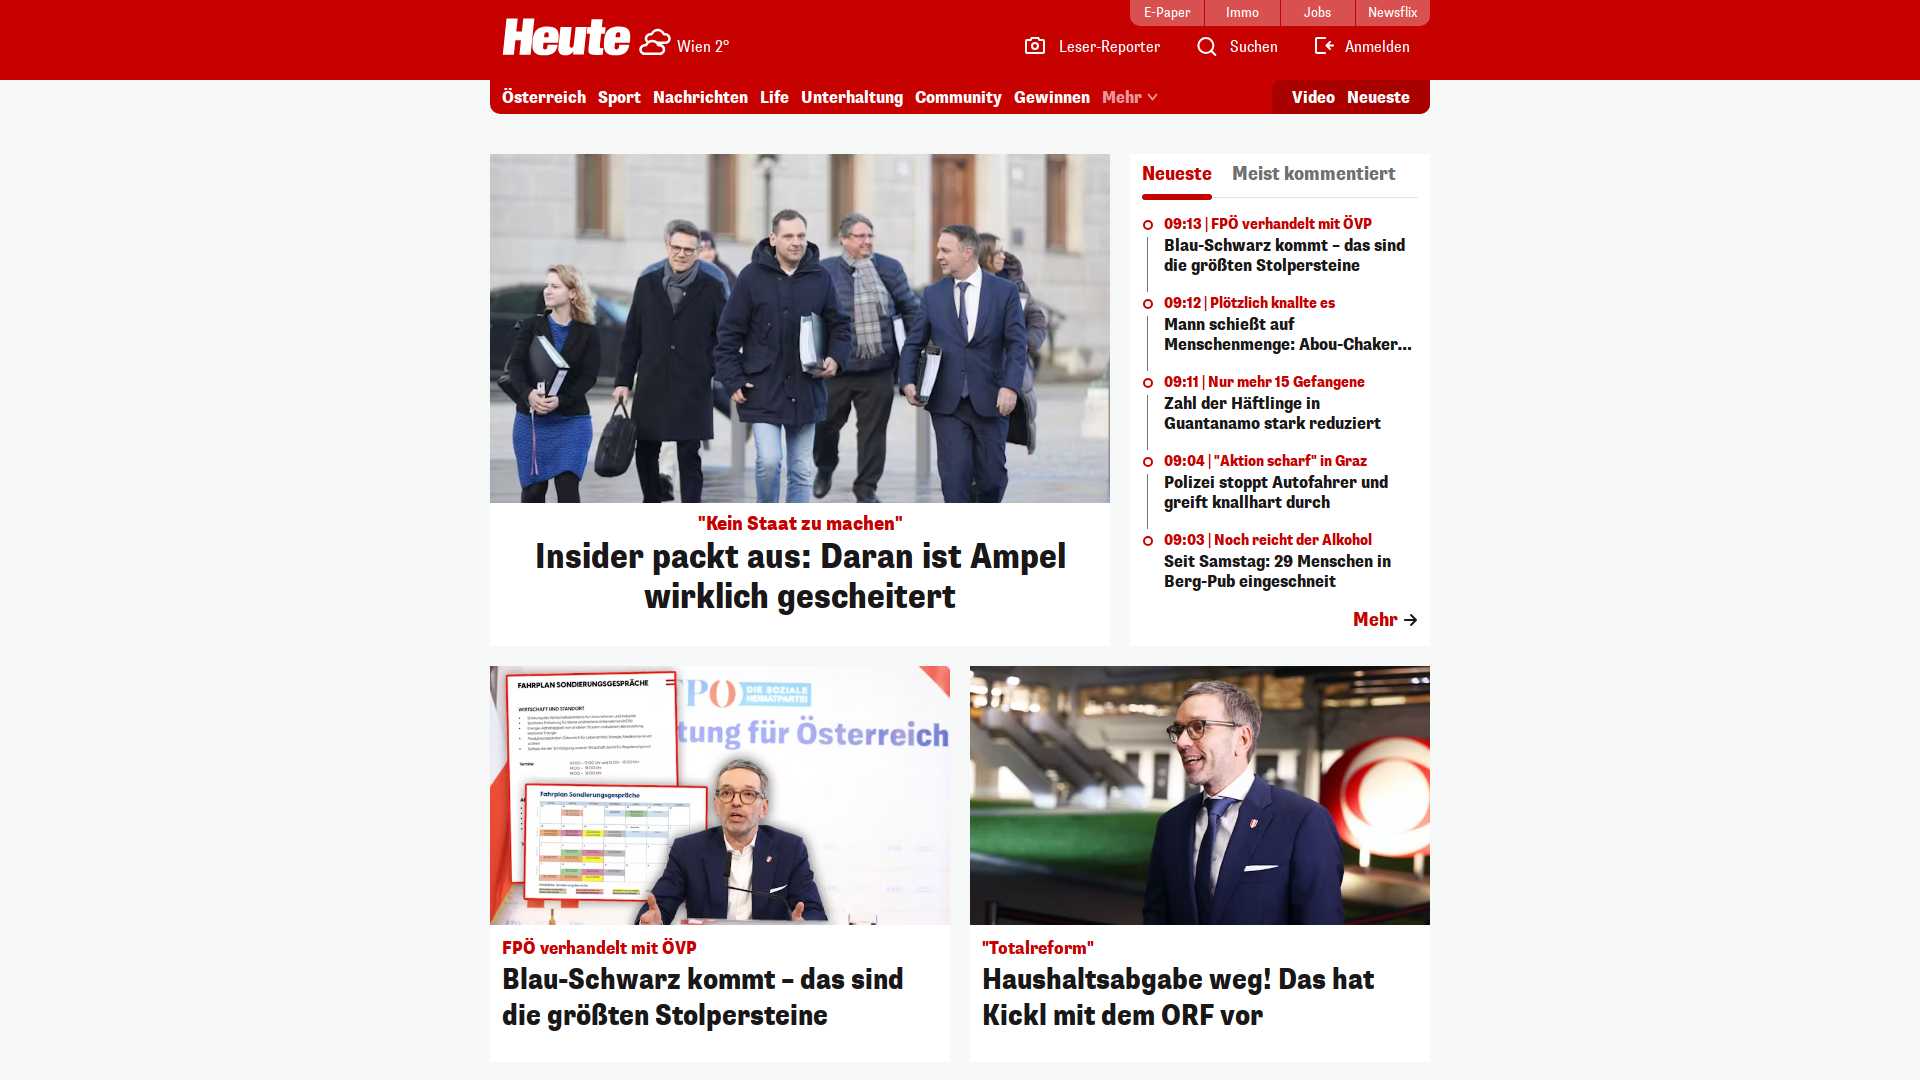 E-Paper
Immo
Jobs
Newsflix
Heute
Wien 2°
Leser-Reporter
Suchen
Anmelden
Österreich
Sport
Nachrichten
Life
Unterhaltung
Community
Gewinnen
Mehr
Video
Neueste
"Kein Staat zu machen"
Insider packt aus: Daran ist Ampel
wirklich gescheitert
Neueste
Meist kommentiert
09:13 | FPÖ verhandelt mit ÖVP
Blau-Schwarz kommt – das sind
die größten Stolpersteine
09:12 | Plötzlich knallte es
Mann schießt auf
Menschenmenge: Abou-Chaker...
09:11 | Nur mehr 15 Gefangene
Zahl der Häftlinge in
Guantanamo stark reduziert
09:04 | "Aktion scharf" in Graz
Polizei stoppt Autofahrer und
greift knallhart durch
09:03 | Noch reicht der Alkohol
Seit Samstag: 29 Menschen in
Berg-Pub eingeschneit
Mehr
FAHRPLAN SONDIERUNGSGESPRÄCHE
WIRTSCHAFT UND STANDORT
Fahrplan Sondierungsgespräche
PÖ
DIE SOZIALE
HEIMATPARTEI
tung für Österreich
FPÖ verhandelt mit ÖVP
Blau-Schwarz kommt – das sind
die größten Stolpersteine
"Totalreform"
Haushaltsabgabe weg! Das hat
Kickl mit dem ORF vor